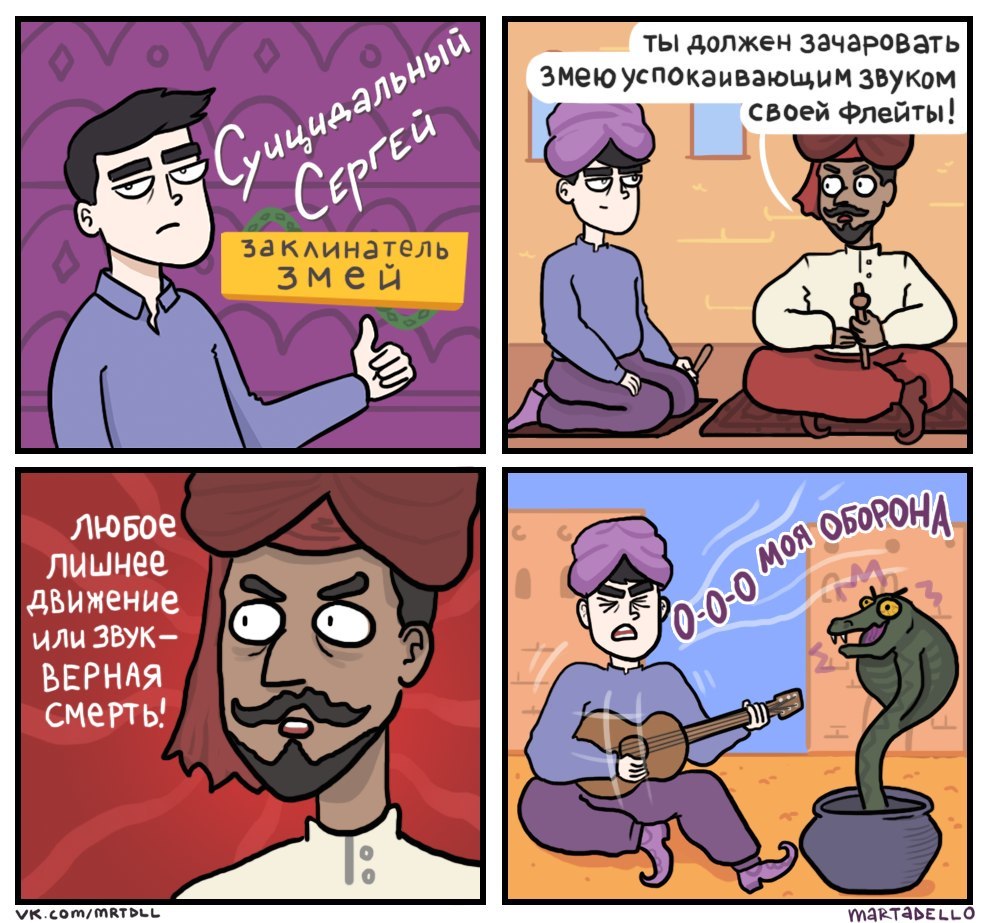 Суицидальный
Сергей
заклинатель
змей
ты должен зачаровать
змею успокаивающим звуком
своей флейты!
любое
лишнее
движение
или звук–
ВЕРНАЯ
смерть!
О-О-О МОЯ ОБОРОНА
vk.com/mrtdll
martadello